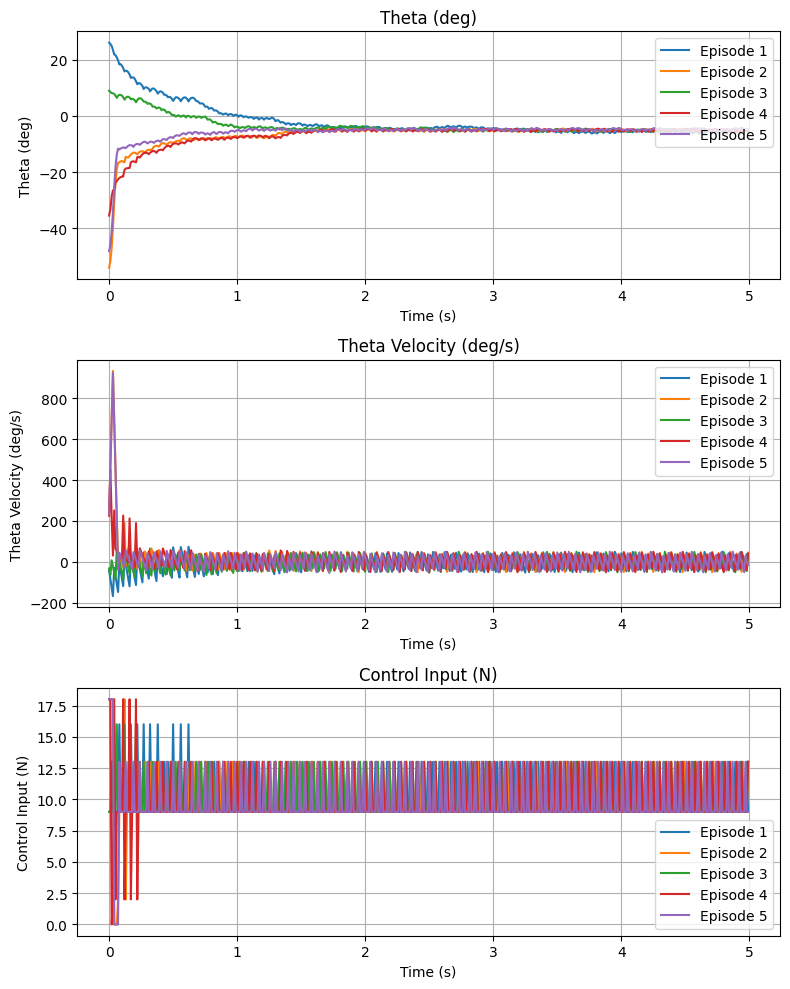 Theta (deg)
Theta (deg)
20
0
−20
−40
0
1
2
3
4
5
Time (s)
Episode 1
Episode 2
Episode 3
Episode 4
Episode 5
Theta Velocity (deg/s)
Theta Velocity (deg/s)
800
600
400
200
0
−200
0
1
2
3
4
5
Time (s)
Episode 1
Episode 2
Episode 3
Episode 4
Episode 5
Control Input (N)
Control Input (N)
17.5
15.0
12.5
10.0
7.5
5.0
2.5
0.0
0
1
2
3
4
5
Time (s)
Episode 1
Episode 2
Episode 3
Episode 4
Episode 5